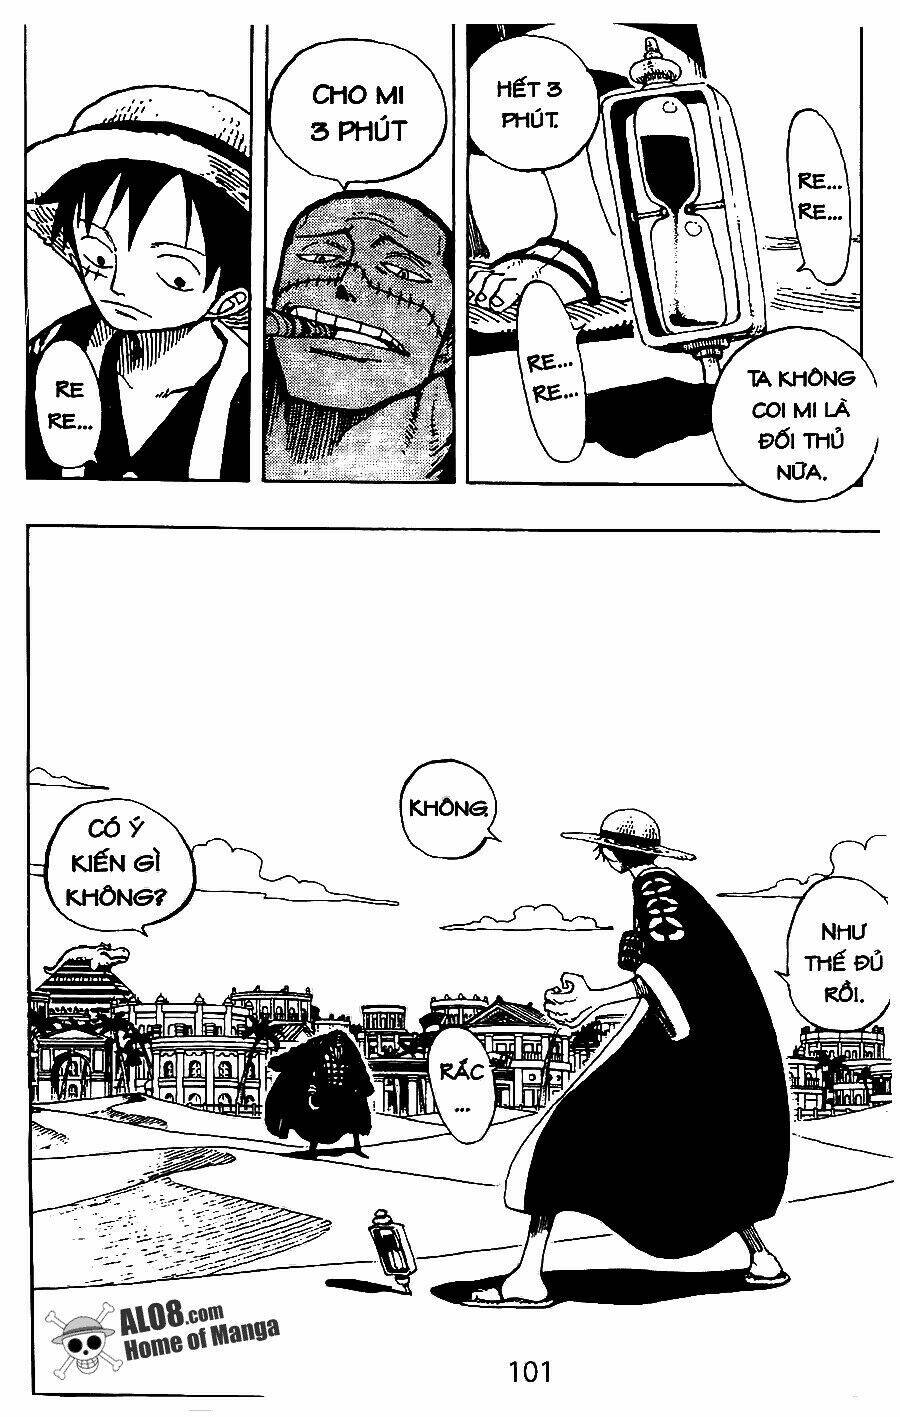 CHO MI
3 PHÚT
HẾT 3
PHÚT.
RE...
RE...
RE
RE...
RE...
RE...
TA KHÔNG
COI MI LÀ
ĐỐI THỦ
NỮA.
KHÔNG.
CÓ Ý
KIẾN GÌ
KHÔNG?
NHƯ
THẾ ĐỦ
RỒI.
RẮC
...
ALO8.com
Home of Manga
101